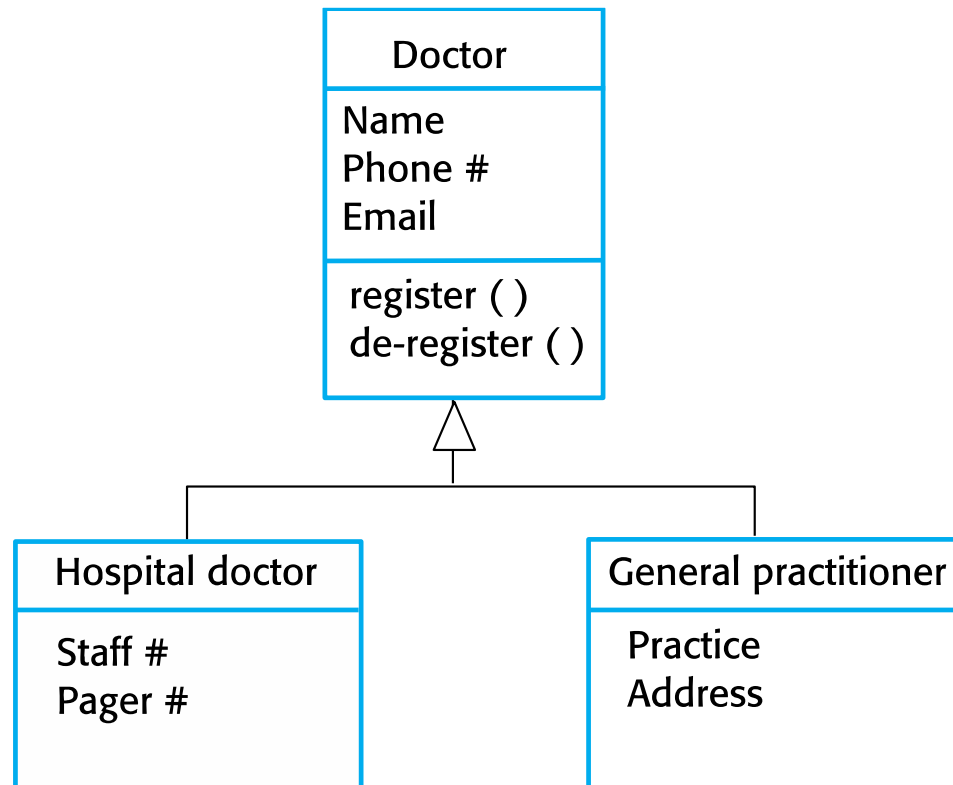 Doctor
Name
Phone #
Email
register ( )
de-register ( )
Hospital doctor
Staff #
Pager #
General practitioner
Practice
Address